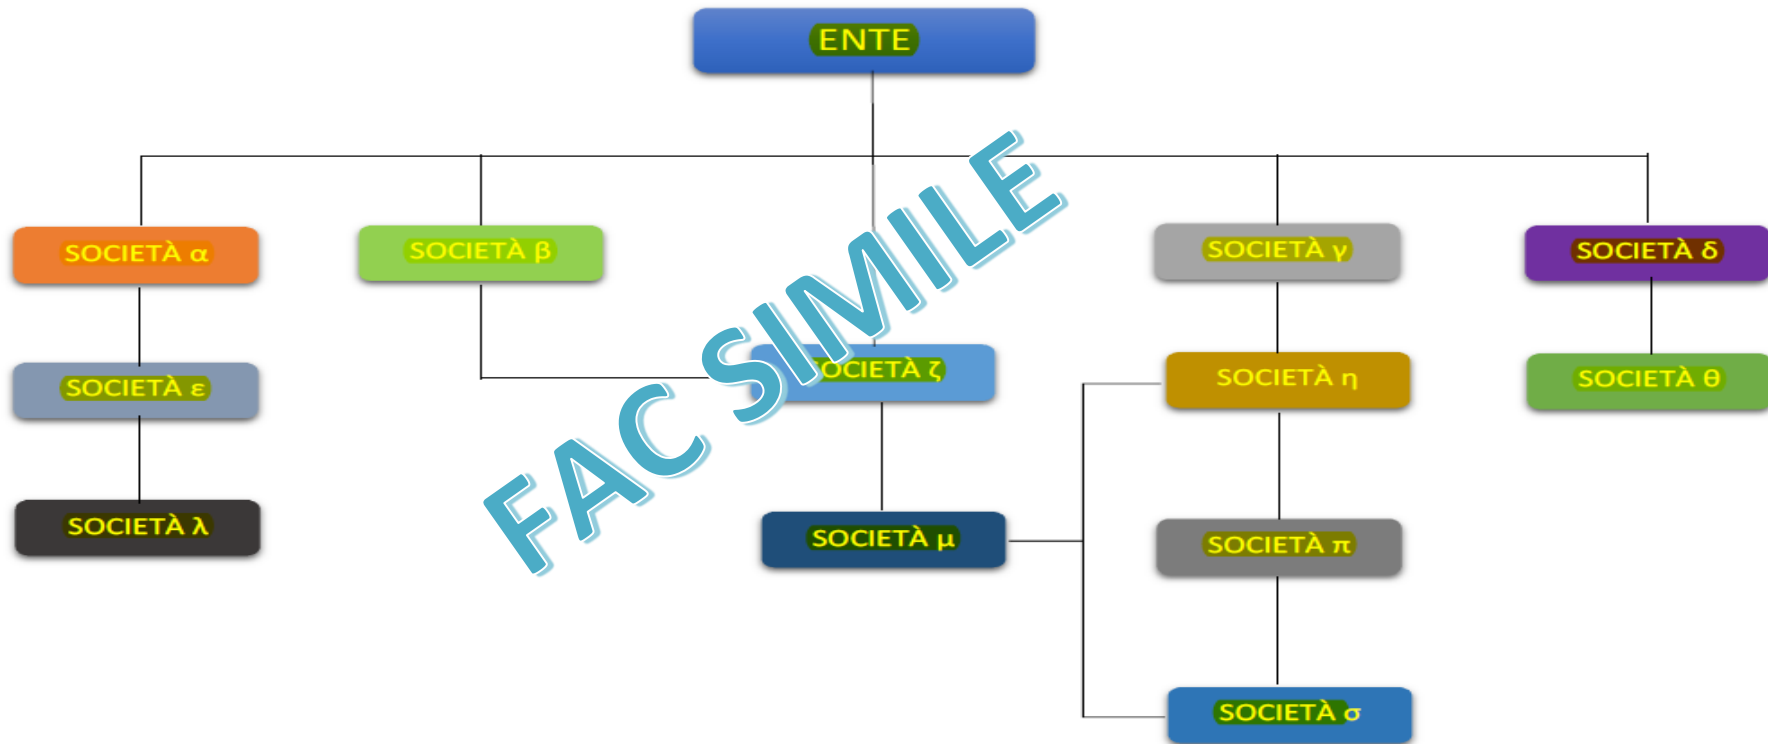 ENTE
SOCIETÀ α
SOCIETÀ β
SOCIETÀ γ
SOCIETÀ δ
SOCIETÀ ε
SOCIETÀ ζ
SOCIETÀ η
SOCIETÀ θ
SOCIETÀ λ
SOCIETÀ μ
SOCIETÀ π
SOCIETÀ σ
FAC SIMILE